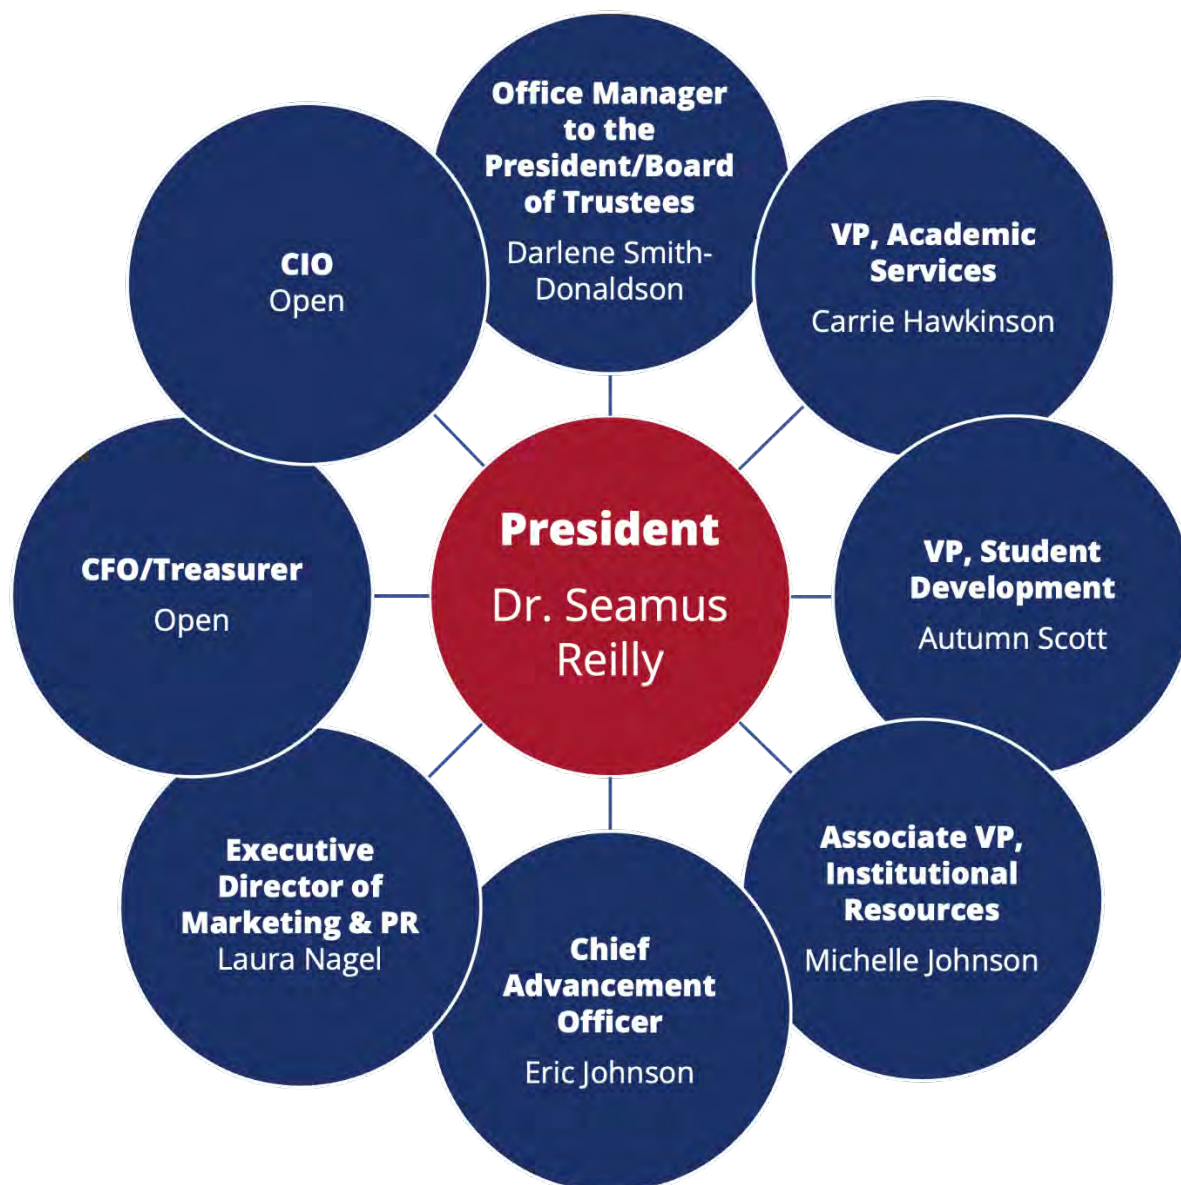 Office Manager
to the
President/Board
of Trustees
Darlene Smith-
Donaldson
VP, Academic
Services
Carrie Hawkinson
VP, Student
Development
Autumn Scott
Associate VP,
Institutional
Resources
Michelle Johnson
Chief
Advancement
Officer
Eric Johnson
Executive
Director of
Marketing & PR
Laura Nagel
CFO/Treasurer
Open
CIO
Open
President
Dr. Seamus
Reilly